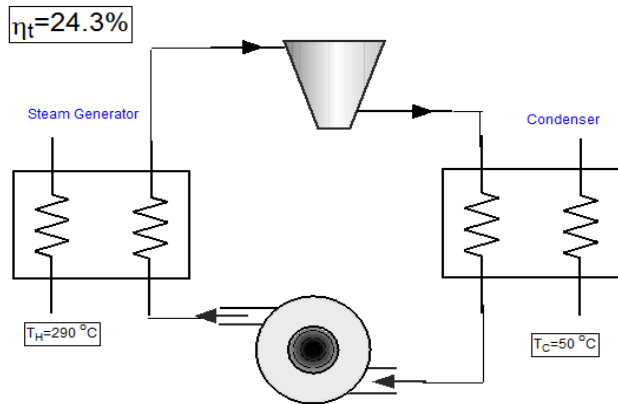 ηt=24.3%
Steam Generator
Condenser
TH=290 °C
TC=50 °C